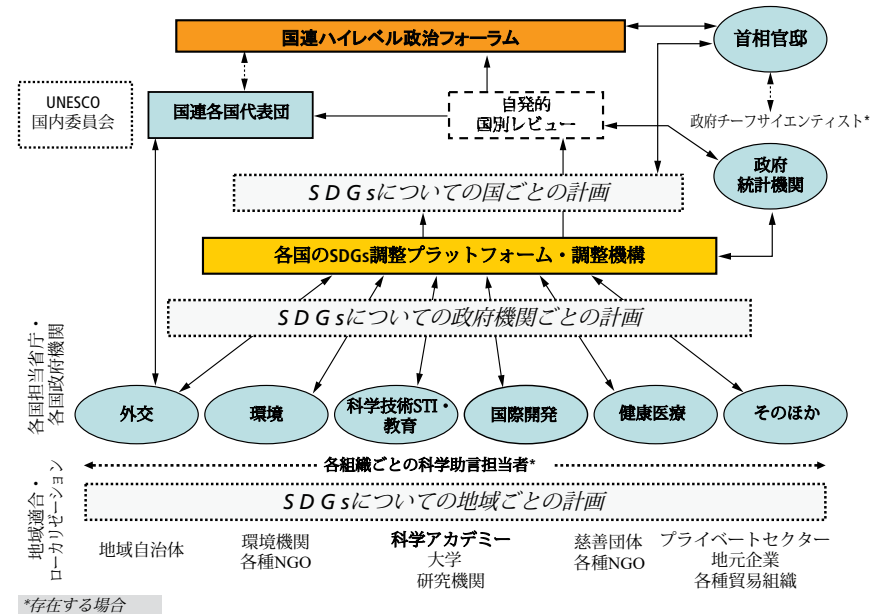 国連ハイレベル政治フォーラム
首相官邸
UNESCO
国内委員会
国連各国代表団
自発的
国別レビュー
政府チーフサイエンティスト*
政府
統計機関
SDGsについての国ごとの計画
各国のSDGs調整プラットフォーム・調整機構
SDGsについての政府機関ごとの計画
各国担当省庁・
各国政府機関
外交
環境
科学技術STI・
教育
国際開発
健康医療
そのほか
各組織ごとの科学助言担当者*
SDGsについての地域ごとの計画
地域適合・
ローカリゼーション
地域自治体
環境機関
各種NGO
科学アカデミー
大学
研究機関
慈善団体
各種NGO
プライベートセクター
地元企業
各種貿易組織
*存在する場合